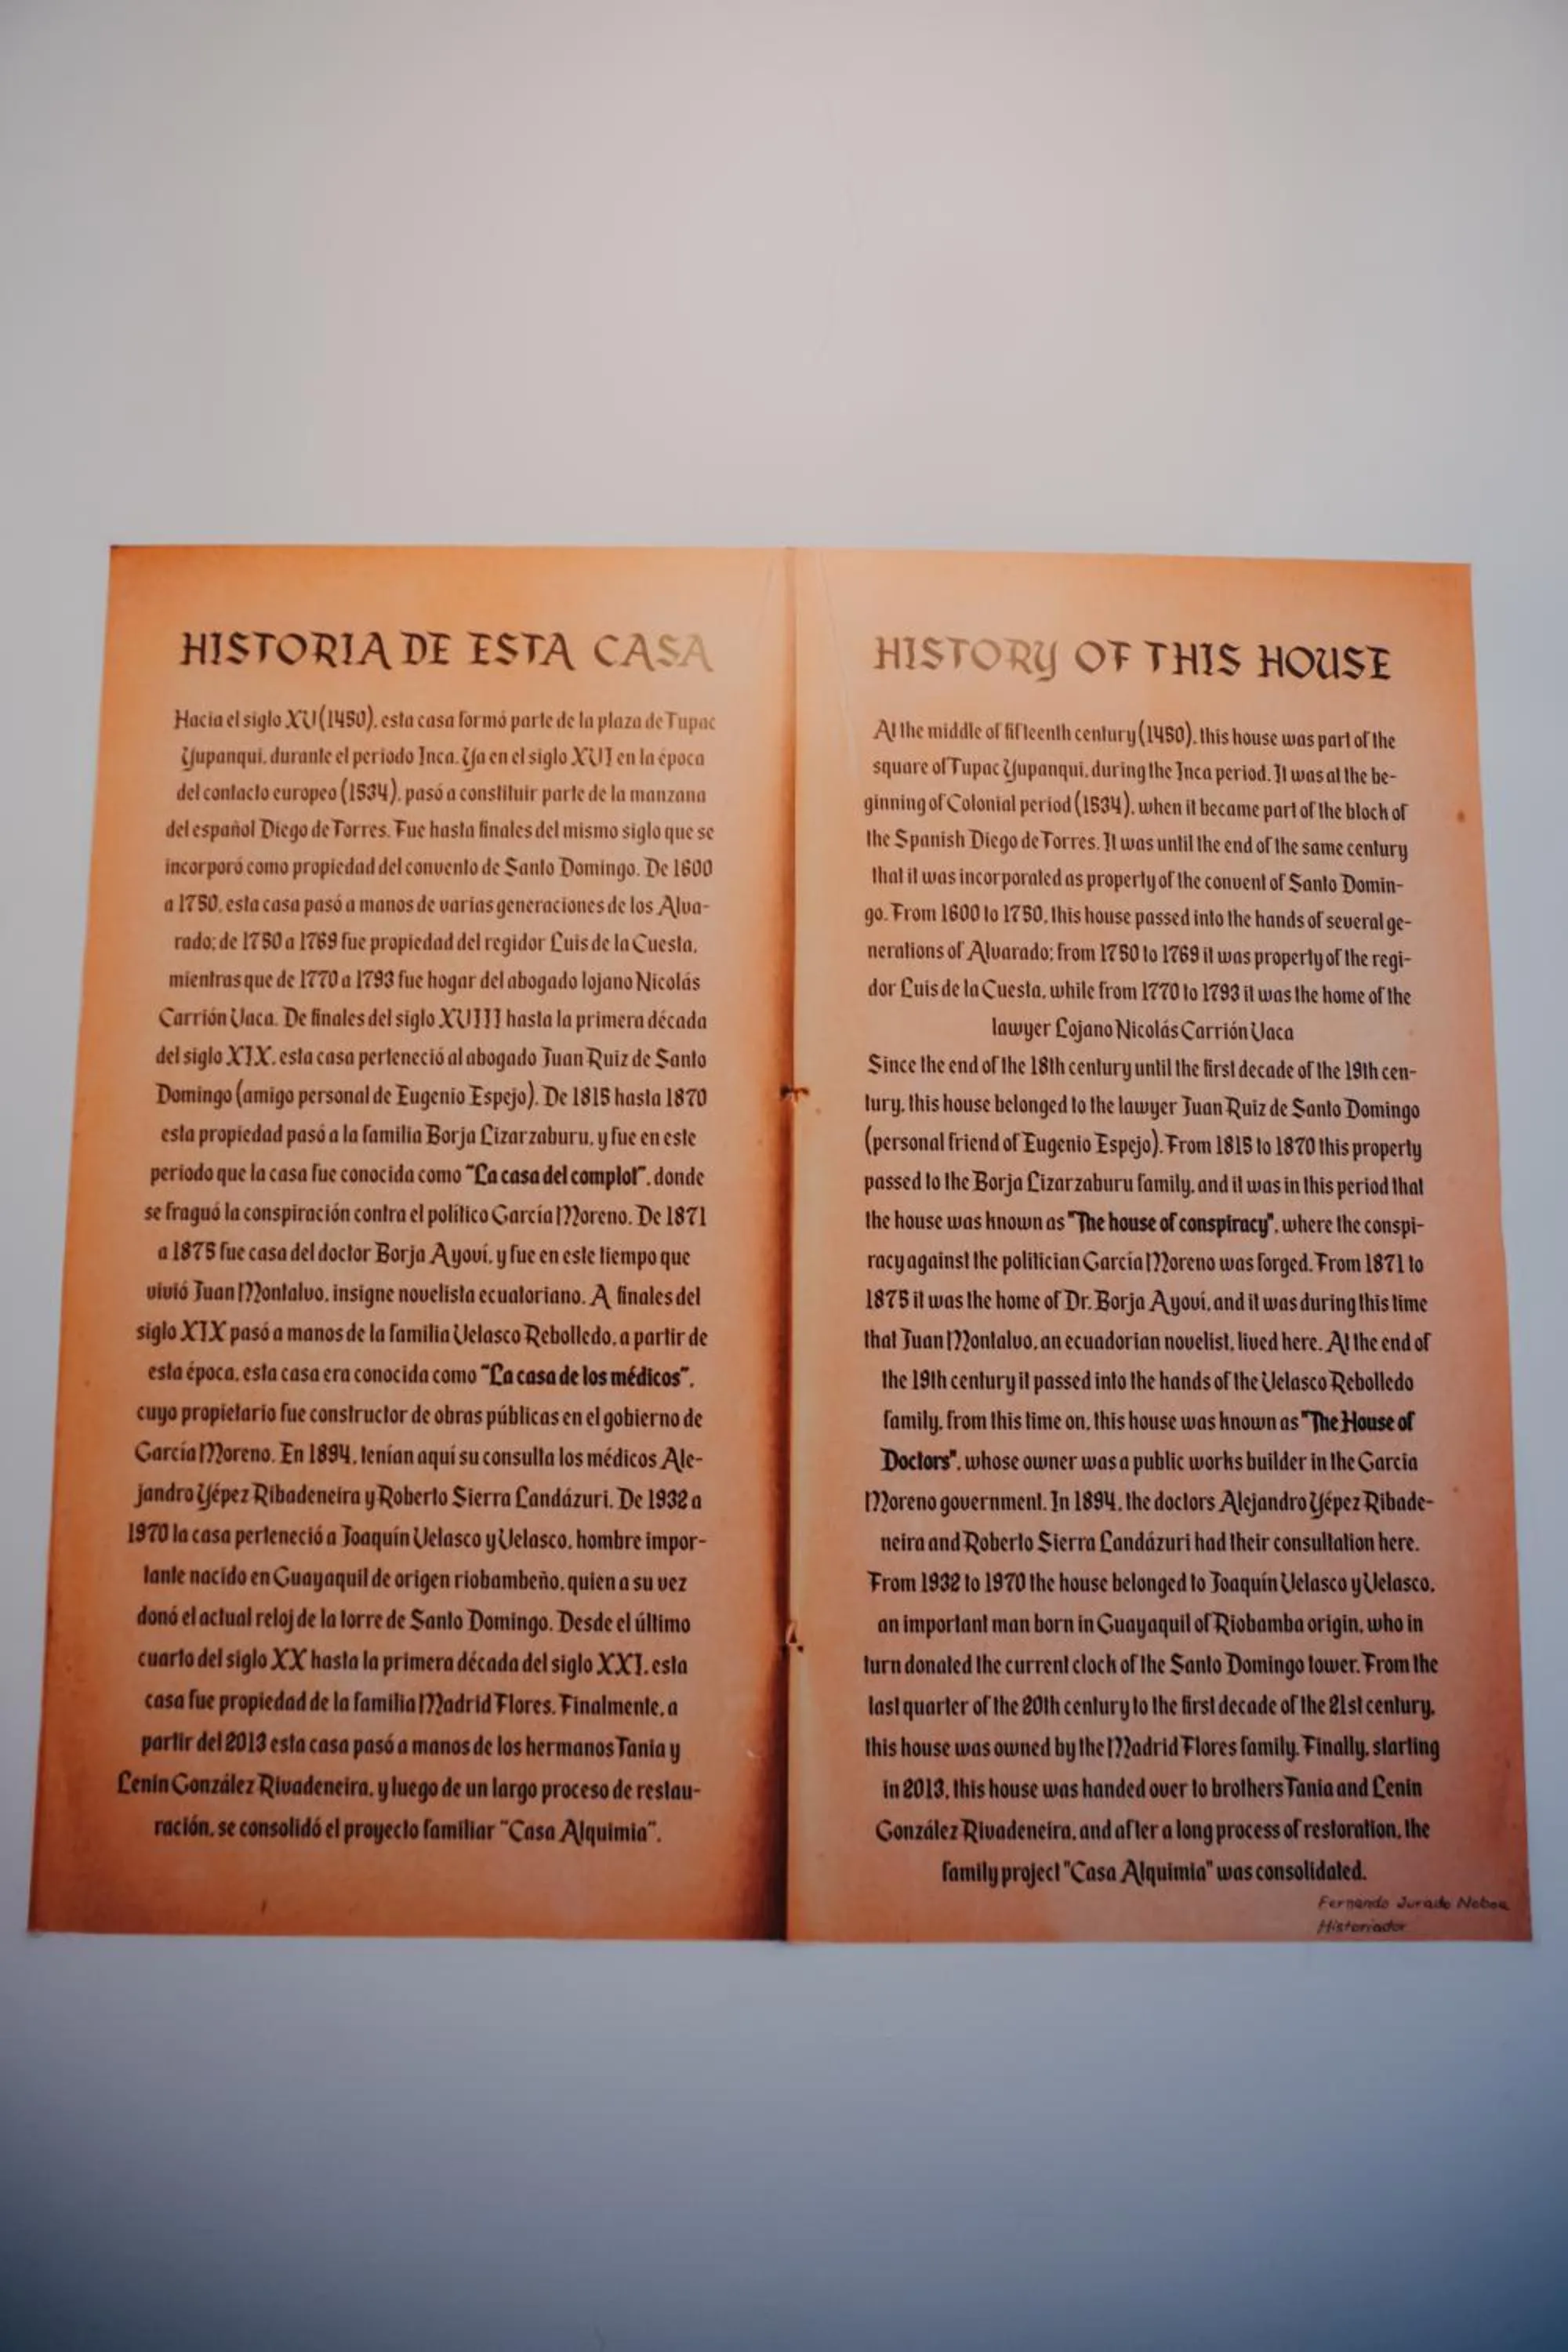 HISTORIA DE ESTA CASA
Hacia el siglo XV (1450), esta casa formó parte de la plaza de Tupac
Yupanqui, durante el periodo Inca. Ya en el siglo XVI en la época
del contacto europeo (1534), pasó a constituir parte de la manzana
del español Diego de Torres. Fue hasta finales del mismo siglo que se
incorporó como propiedad del convento de Santo Domingo. De 1600
a 1750, esta casa pasó a manos de varias generaciones de los Alva-
rado; de 1750 a 1769 fue propiedad del regidor Luis de la Cuesta,
mientras que de 1770 a 1793 fue hogar del abogado lojano Nicolás
Carrión Vaca. De finales del siglo XVIII hasta la primera década
del siglo XIX, esta casa perteneció al abogado Juan Ruiz de Santo
Domingo (amigo personal de Eugenio Espejo). De 1815 hasta 1870
esta propiedad pasó a la familia Borja Lizarzaburu, y fue en este
periodo que la casa fue conocida como "La casa del complot", donde
se fraguó la conspiración contra el político García Moreno. De 1871
a 1875 fue casa del doctor Borja Ayoví, y fue en este tiempo que
vivió Juan Montalvo, insigne novelista ecuatoriano. A finales del
siglo XIX pasó a manos de la familia Velasco Rebolledo, a partir de
esta época, esta casa era conocida como "La casa de los médicos",
cuyo propietario fue constructor de obras públicas en el gobierno de
García Moreno. En 1894, tenían aquí su consulta los médicos Ale-
jandro Yépez Ribadeneira y Roberto Sierra Landázuri. De 1932 a
1970 la casa perteneció a Joaquín Velasco y Velasco, hombre impor-
tante nacido en Guayaquil de origen riobambeño, quien a su vez
donó el actual reloj de la torre de Santo Domingo. Desde el último
cuarto del siglo XX hasta la primera década del siglo XXI, esta
casa fue propiedad de la familia Madrid Flores. Finalmente, a
partir del 2013 esta casa pasó a manos de los hermanos Tania y
Lenin González Rivadeneira, y luego de un largo proceso de restau-
ración, se consolidó el proyecto familiar "Casa Alquimia".
HISTORY OF THIS HOUSE
At the middle of fifteenth century (1450), this house was part of the
square of Tupac Yupanqui, during the Inca period. It was at the be-
ginning of Colonial period (1534), when it became part of the block of
the Spanish Diego de Torres. It was until the end of the same century
that it was incorporated as property of the convent of Santo Domin-
go. From 1600 to 1750, this house passed into the hands of several ge-
nerations of Alvarado; from 1750 to 1769 it was property of the regi-
dor Luis de la Cuesta, while from 1770 to 1793 it was the home of the
lawyer Lojano Nicolás Carrión Vaca
Since the end of the 18th century until the first decade of the 19th cen-
tury, this house belonged to the lawyer Juan Ruiz de Santo Domingo
(personal friend of Eugenio Espejo). From 1815 to 1870 this property
passed to the Borja Lizarzaburu family, and it was in this period that
the house was known as "The house of conspiracy", where the conspi-
racy against the politician García Moreno was forged. From 1871 to
1875 it was the home of Dr. Borja Ayoví, and it was during this time
that Juan Montalvo, an ecuadorian novelist, lived here. At the end of
the 19th century it passed into the hands of the Velasco Rebolledo
family, from this time on, this house was known as "The House of
Doctors", whose owner was a public works builder in the García
Moreno government. In 1894, the doctors Alejandro Yépez Ribade-
neira and Roberto Sierra Landázuri had their consultation here.
From 1932 to 1970 the house belonged to Joaquín Velasco y Velasco,
an important man born in Guayaquil of Riobamba origin, who in
turn donated the current clock of the Santo Domingo tower. From the
last quarter of the 20th century to the first decade of the 21st century,
this house was owned by the Madrid Flores family. Finally, starting
in 2013, this house was handed over to brothers Tania and Lenin
González Rivadeneira, and after a long process of restoration, the
family project "Casa Alquimia" was consolidated.
Fernando Jurado Noboa
Historiador